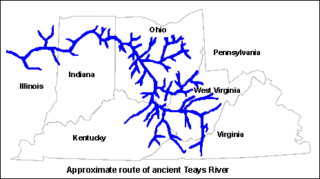 Ohio
Pennsylvania
Indiana
Illinois
West Virginia
Kentucky
Virginia
Approximate route of ancient Teays River